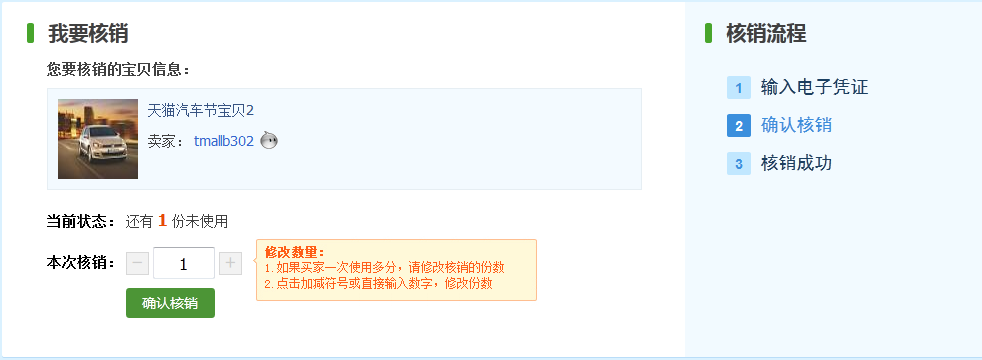 我要核销
您要核销的宝贝信息：
天猫汽车节宝贝2
卖家： tmallb302
当前状态： 还有 1 份未使用
本次核销： － 1 ＋
修改数量：
1.如果买家一次使用多分，请修改核销的份数
2.点击加减符号或直接输入数字，修改份数
确认核销
核销流程
1 输入电子凭证
2 确认核销
3 核销成功